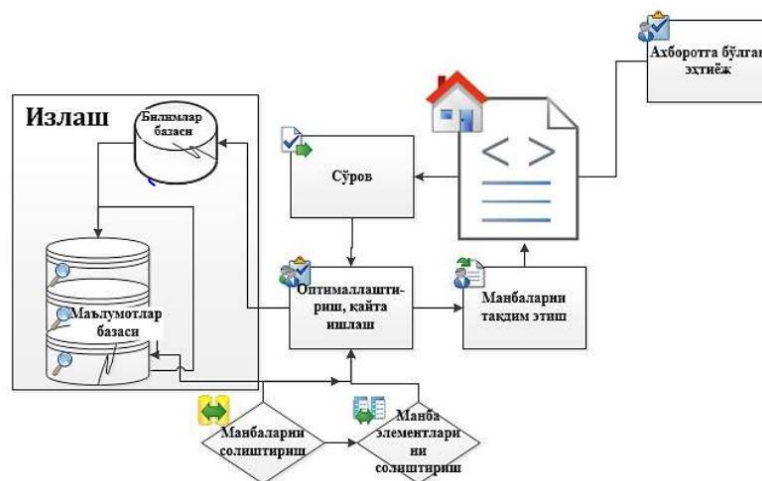 Ахборотга бўлган
эҳтиёж
Излаш
Билимлар
базаси
< >
Сўров
Оптималлашти-
риш, қайта
ишлаш
Манбаларни
тақдим этиш
Маълумотлар
базаси
Манбаларни
солиштириш
Манба
элементлари
ни
солиштириш